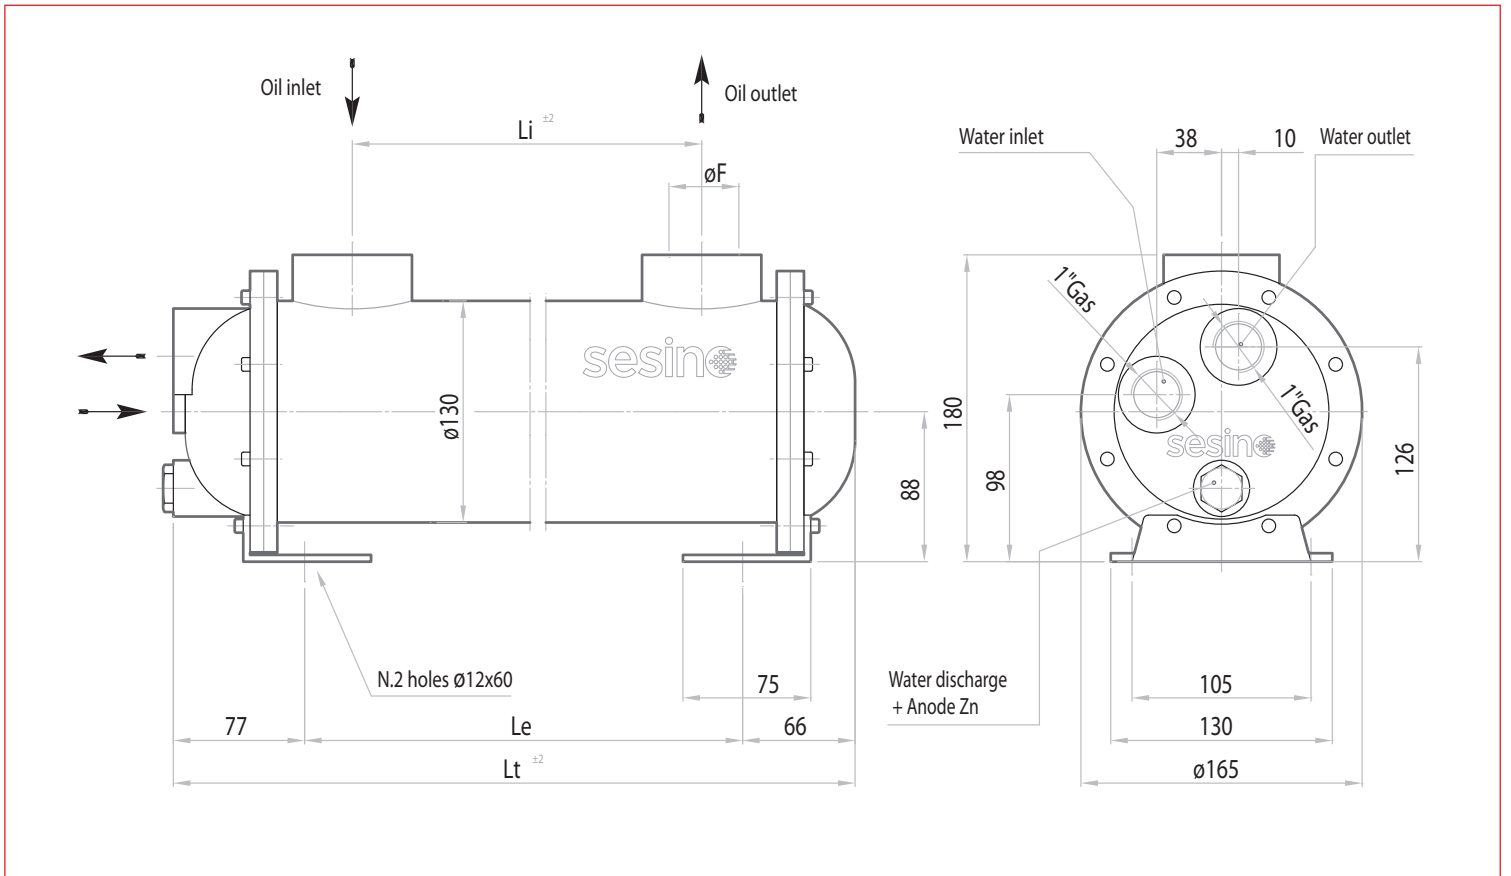 Oil inlet
Oil outlet
Li ±2
øF
Water inlet
38
10
Water outlet
1"Gas
1"Gas
sesino
sesino
ø130
180
98
88
126
N.2 holes Ø12x60
75
Water discharge
+ Anode Zn
105
77
Le
66
130
Lt ±2
ø165